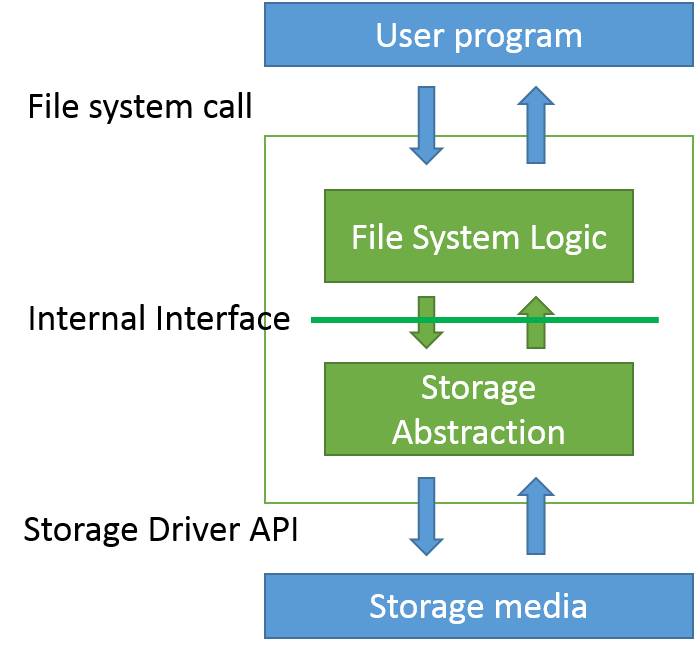 User program
File system call
File System Logic
Internal Interface
Storage
Abstraction
Storage Driver API
Storage media